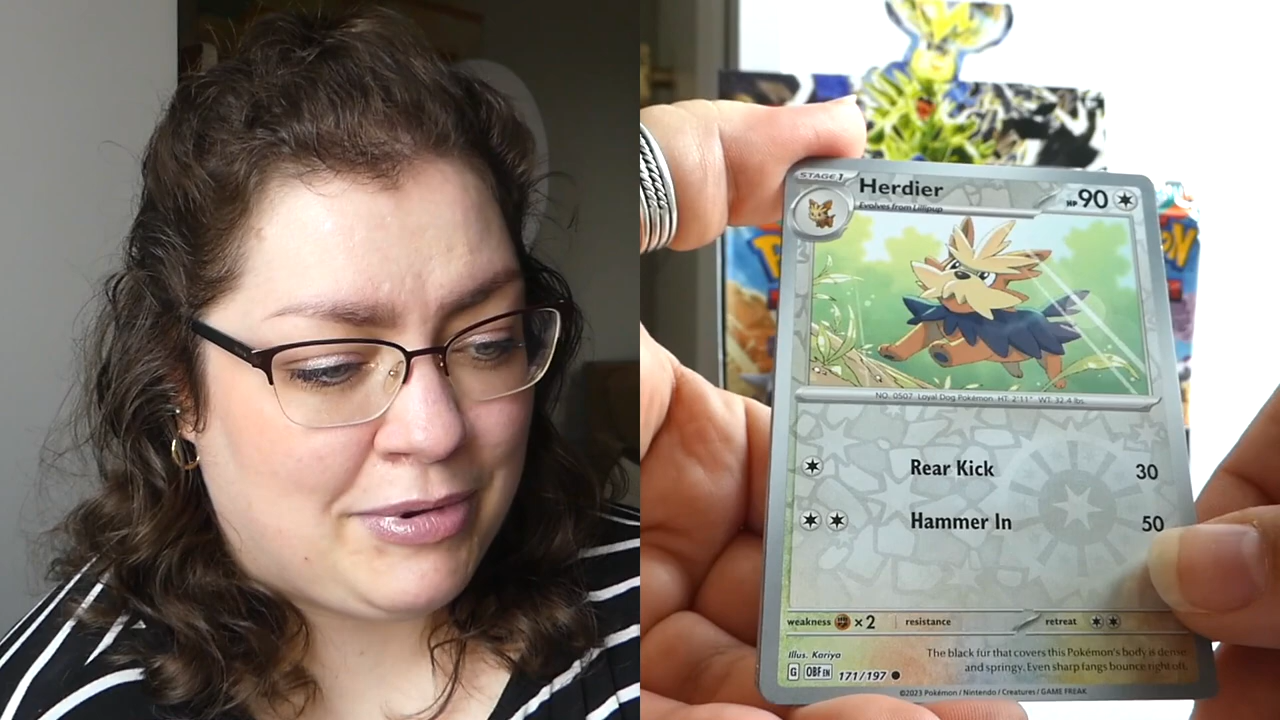 STAGE 1
Herdier
HP 90
Evolves from Lillipup
NO. 0507 Loyal Dog Pokémon HT: 2'11" WT: 32.4 lbs
Rear Kick 30
Hammer In 50
weakness ×2 resistance retreat
Illus. Kariya
The black fur that covers this Pokémon's body is dense
and springy. Even sharp fangs bounce right off.
G OBF EN 171/197
©2023 Pokémon / Nintendo / Creatures / GAME FREAK